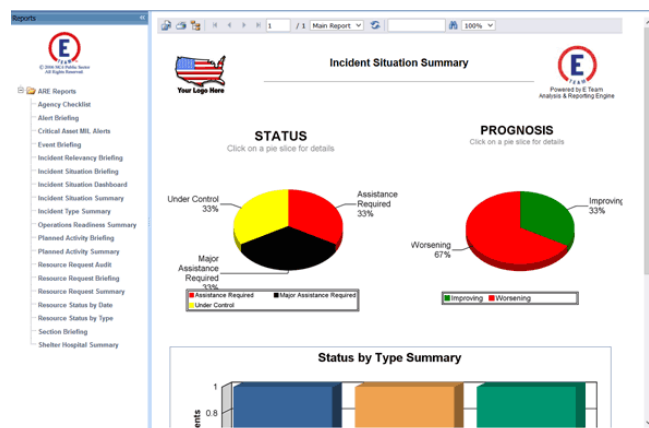 Reports
«
E
TEAM
© 2006 NC4 Public Sector
All Rights Reserved
ARE Reports
Agency Checklist
Alert Briefing
Critical Asset MIL Alerts
Event Briefing
Incident Relevancy Briefing
Incident Situation Briefing
Incident Situation Dashboard
Incident Situation Summary
Incident Type Summary
Operations Readiness Summary
Planned Activity Briefing
Planned Activity Summary
Resource Request Audit
Resource Request Briefing
Resource Request Summary
Resource Status by Date
Resource Status by Type
Section Briefing
Shelter Hospital Summary
1 / 1 Main Report 100%
Your Logo Here
Incident Situation Summary
E
TEAM
Powered by E Team
Analysis & Reporting Engine
STATUS
Click on a pie slice for details
Under Control
33%
Assistance
Required
33%
Major
Assistance
Required
33%
Assistance Required Major Assistance Required
Under Control
PROGNOSIS
Click on a pie slice for details
Improving
33%
Worsening
67%
Improving Worsening
Status by Type Summary
1
0.8
ents